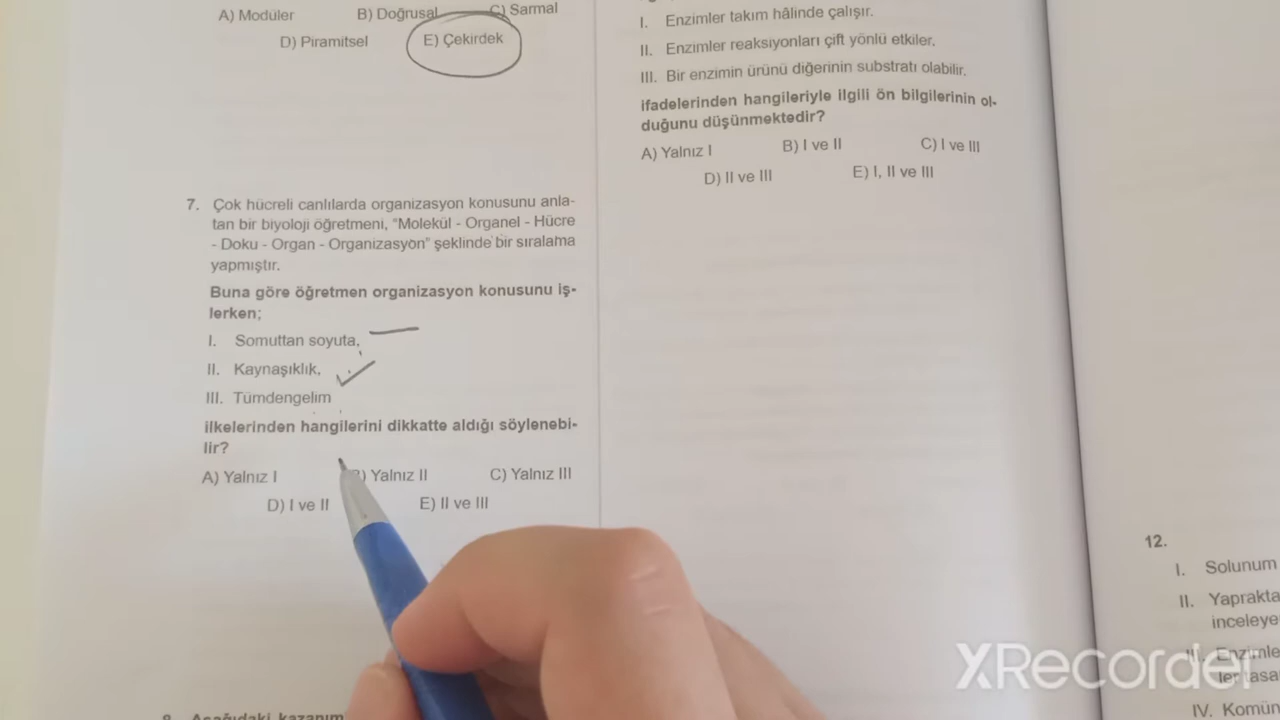 A) Modüler B) Doğrusal C) Sarmal
D) Piramitsel E) Çekirdek
7. Çok hücreli canlılarda organizasyon konusunu anla-
tan bir biyoloji öğretmeni, "Molekül - Organel - Hücre
- Doku - Organ - Organizasyon" şeklinde bir sıralama
yapmıştır.
Buna göre öğretmen organizasyon konusunu iş-
lerken;
I. Somuttan soyuta,
II. Kaynaşıklık,
III. Tümdengelim
ilkelerinden hangilerini dikkatte aldığı söylenebi-
lir?
A) Yalnız I B) Yalnız II C) Yalnız III
D) I ve II E) II ve III
I. Enzimler takım hâlinde çalışır.
II. Enzimler reaksiyonları çift yönlü etkiler.
III. Bir enzimin ürünü diğerinin substratı olabilir.
ifadelerinden hangileriyle ilgili ön bilgilerinin ol-
duğunu düşünmektedir?
A) Yalnız I B) I ve II C) I ve III
D) II ve III E) I, II ve III
12.
I. Solunum
II. Yaprakta
inceleye
Enzimle
ler tasa
IV. Komün
XRecorder